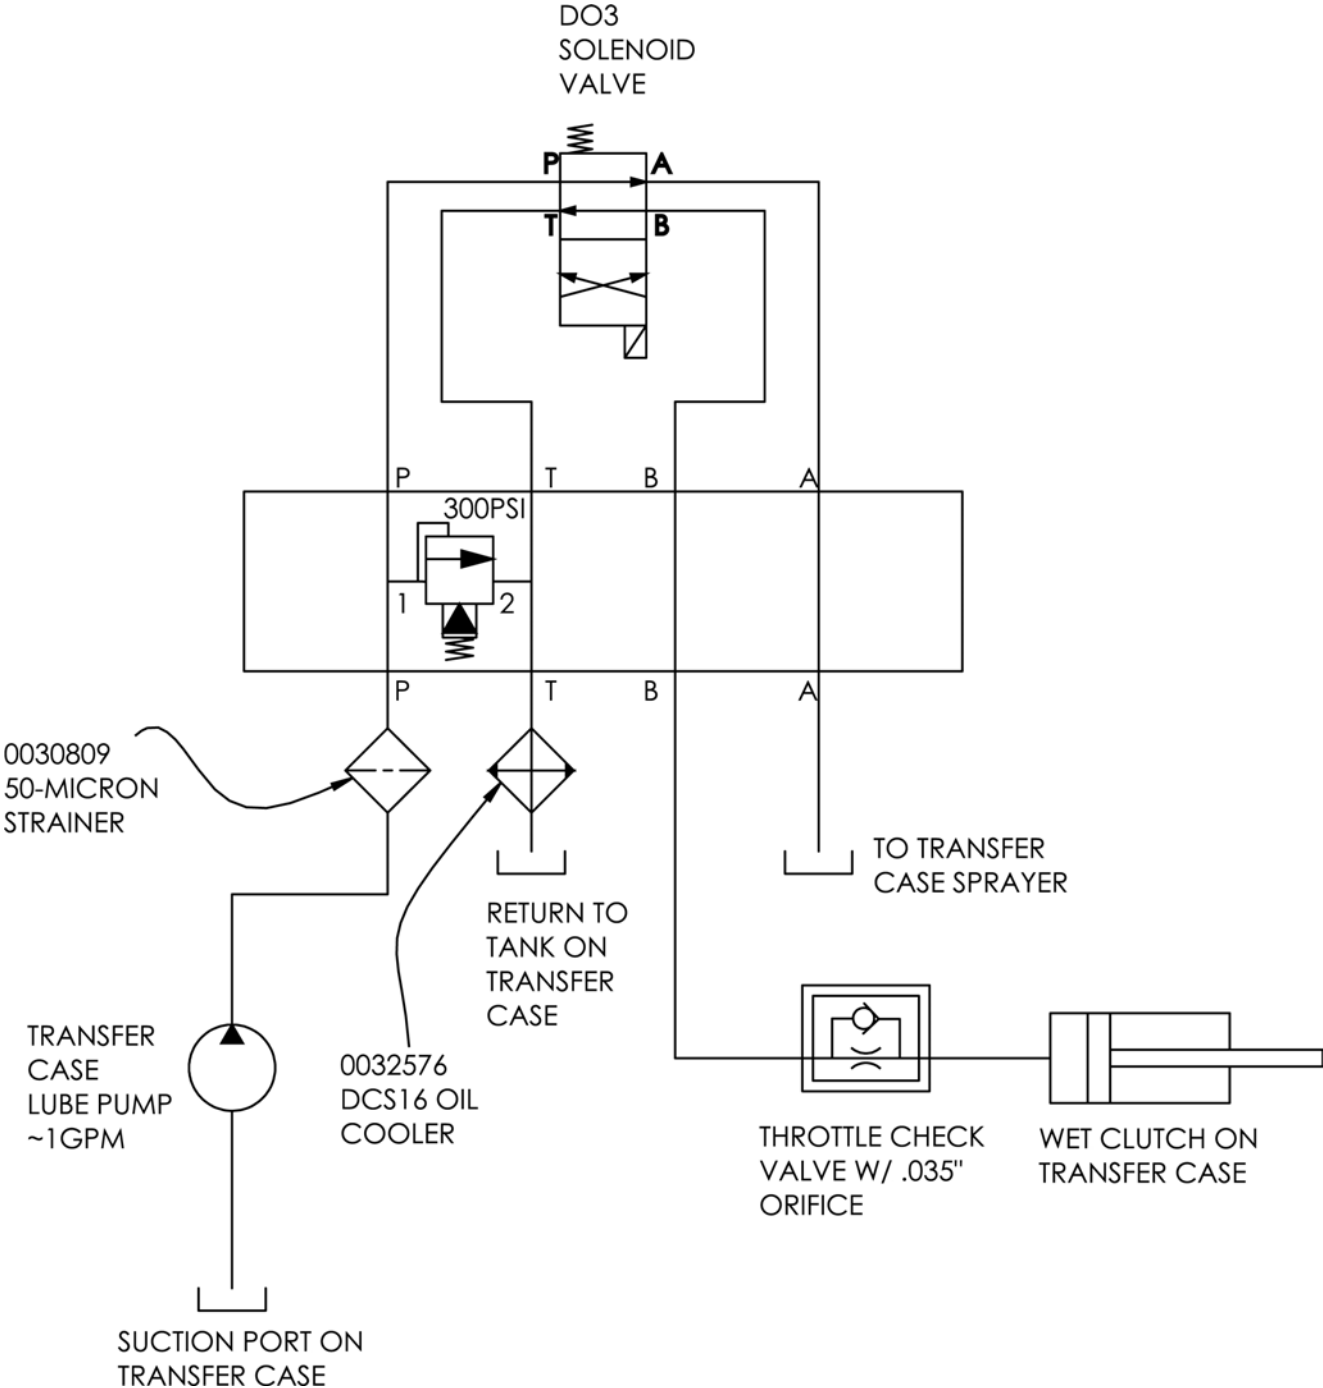 DO3
SOLENOID
VALVE
P
A
T
B
P
T
B
A
300PSI
1
2
P
T
B
A
0030809
50-MICRON
STRAINER
TO TRANSFER
CASE SPRAYER
RETURN TO
TANK ON
TRANSFER
CASE
TRANSFER
CASE
LUBE PUMP
~1GPM
0032576
DCS16 OIL
COOLER
THROTTLE CHECK
VALVE W/ .035"
ORIFICE
WET CLUTCH ON
TRANSFER CASE
SUCTION PORT ON
TRANSFER CASE